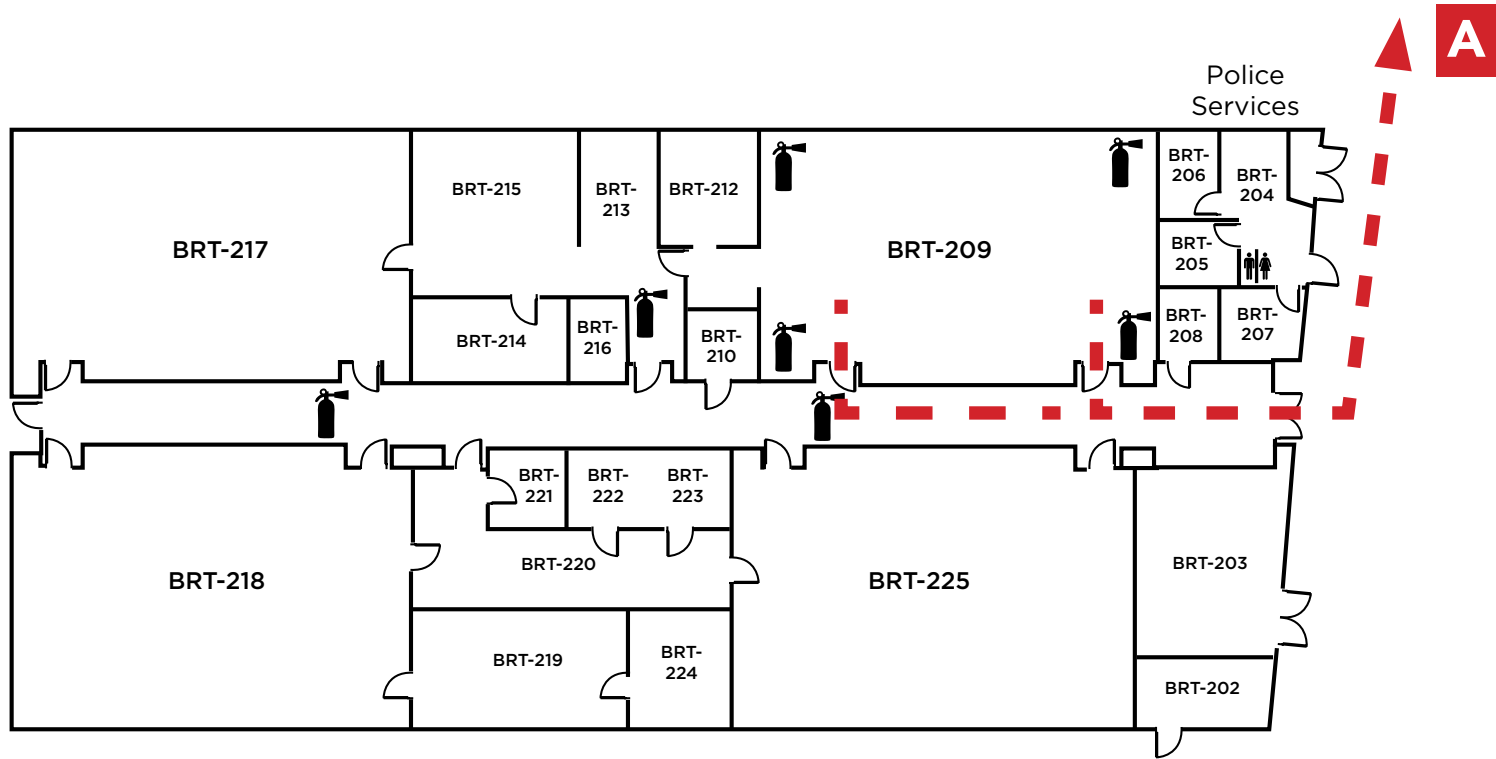 A
Police
Services
BRT-
206
BRT-
204
BRT-215
BRT-
213
BRT-212
BRT-217
BRT-209
BRT-
205
BRT-214
BRT-
216
BRT-
210
BRT-
208
BRT-
207
BRT-
221
BRT-
222
BRT-
223
BRT-220
BRT-218
BRT-225
BRT-203
BRT-219
BRT-
224
BRT-202